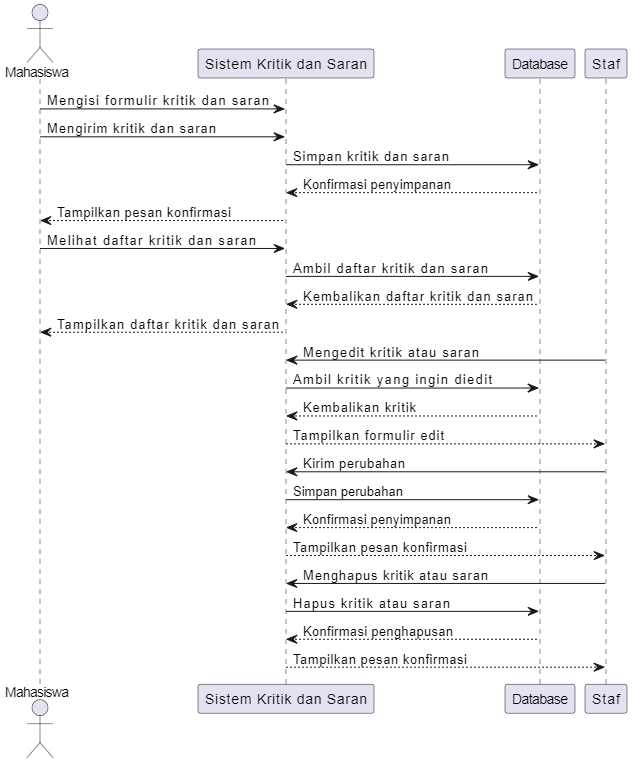 Mahasiswa
Sistem Kritik dan Saran
Database
Staf
Mengisi formulir kritik dan saran
Mengirim kritik dan saran
Simpan kritik dan saran
Konfirmasi penyimpanan
Tampilkan pesan konfirmasi
Melihat daftar kritik dan saran
Ambil daftar kritik dan saran
Kembalikan daftar kritik dan saran
Tampilkan daftar kritik dan saran
Mengedit kritik atau saran
Ambil kritik yang ingin diedit
Kembalikan kritik
Tampilkan formulir edit
Kirim perubahan
Simpan perubahan
Konfirmasi penyimpanan
Tampilkan pesan konfirmasi
Menghapus kritik atau saran
Hapus kritik atau saran
Konfirmasi penghapusan
Tampilkan pesan konfirmasi
Mahasiswa
Sistem Kritik dan Saran
Database
Staf